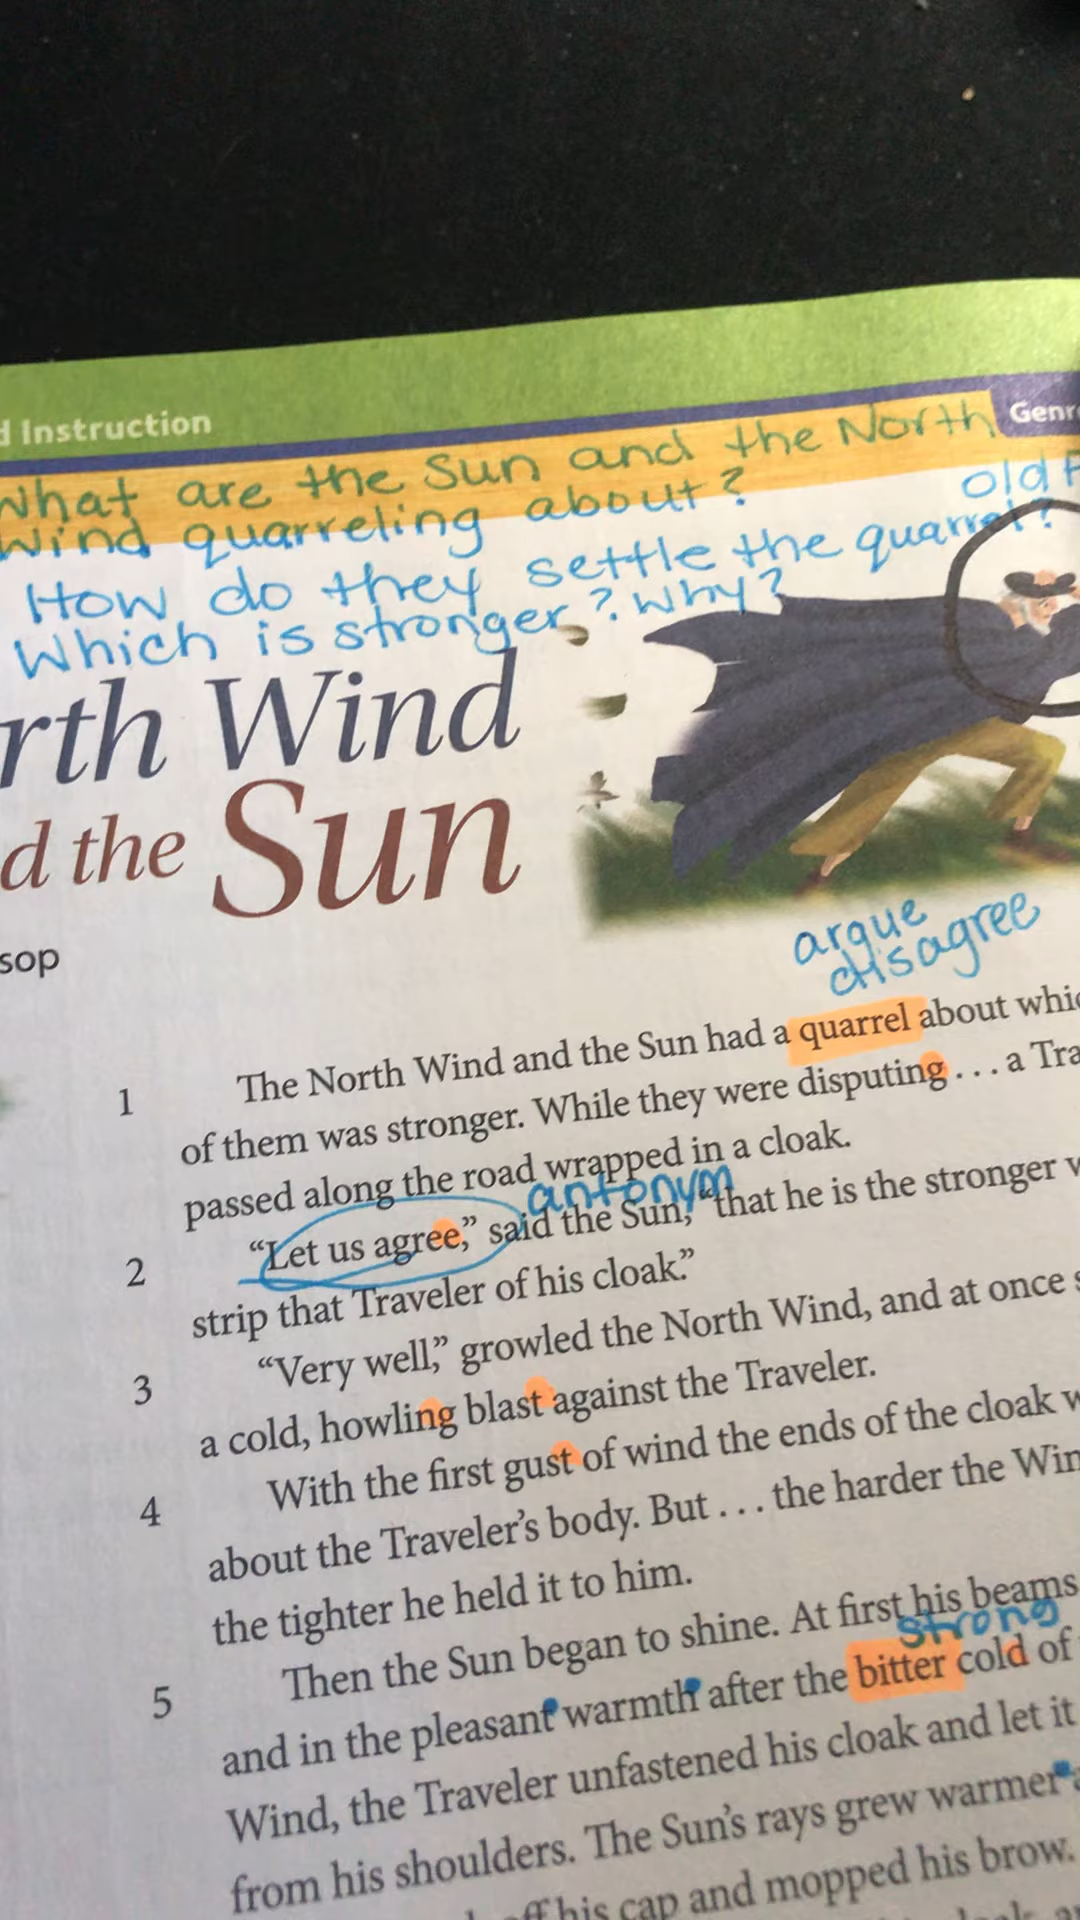 d Instruction
Genr
What are the Sun and the North
Wind quarreling about?
old F
How do they settle the quarrel?
Which is stronger? Why?
rth Wind
d the Sun
sop
argue
disagree
1 The North Wind and the Sun had a quarrel about whic
of them was stronger. While they were disputing . . . a Tra
passed along the road wrapped in a cloak.
antonym
2 “Let us agree,” said the Sun, “that he is the stronger w
strip that Traveler of his cloak.”
3 “Very well,” growled the North Wind, and at once s
a cold, howling blast against the Traveler.
4 With the first gust of wind the ends of the cloak w
about the Traveler’s body. But . . . the harder the Win
the tighter he held it to him.
5 Then the Sun began to shine. At first his beams
strong
and in the pleasant warmth after the bitter cold of
Wind, the Traveler unfastened his cloak and let it
from his shoulders. The Sun’s rays grew warmer
off his cap and mopped his brow.